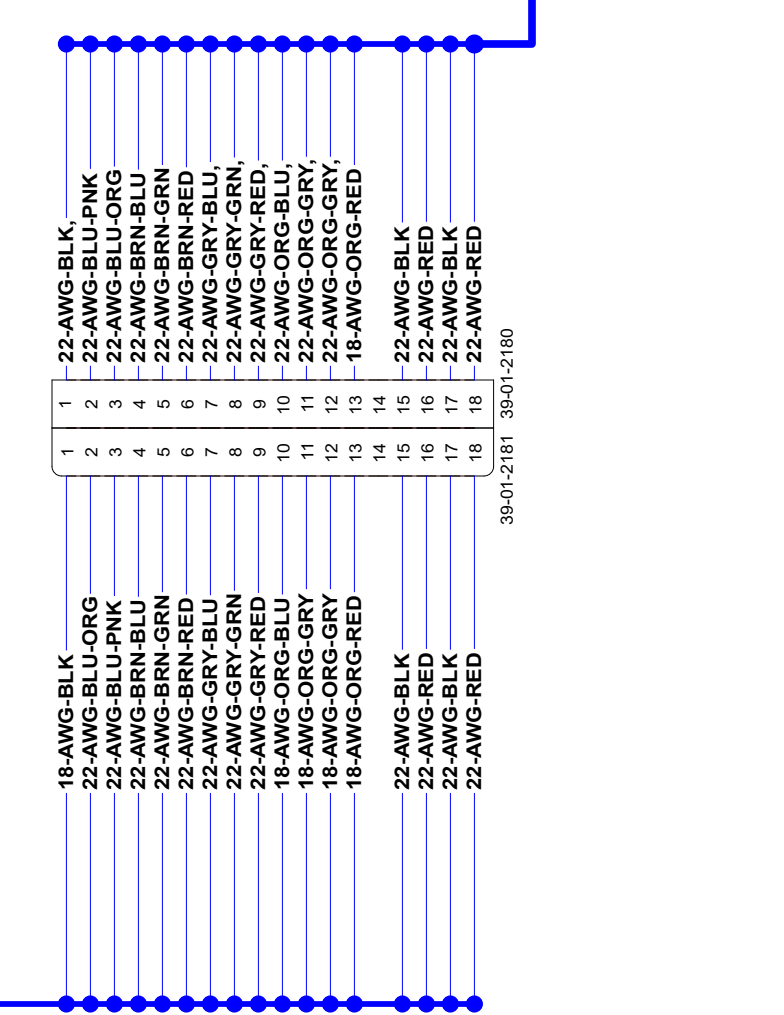 22-AWG-BLK,
22-AWG-BLU-PNK
22-AWG-BLU-ORG
22-AWG-BRN-BLU
22-AWG-BRN-GRN
22-AWG-BRN-RED
22-AWG-GRY-BLU,
22-AWG-GRY-GRN,
22-AWG-GRY-RED,
22-AWG-ORG-BLU,
22-AWG-ORG-GRY,
22-AWG-ORG-GRY,
18-AWG-ORG-RED
22-AWG-BLK
22-AWG-RED
22-AWG-BLK
22-AWG-RED
1
2
3
4
5
6
7
8
9
10
11
12
13
14
15
16
17
18
39-01-2180
1
2
3
4
5
6
7
8
9
10
11
12
13
14
15
16
17
18
39-01-2181
18-AWG-BLK
22-AWG-BLU-ORG
22-AWG-BLU-PNK
22-AWG-BRN-BLU
22-AWG-BRN-GRN
22-AWG-BRN-RED
22-AWG-GRY-BLU
22-AWG-GRY-GRN
22-AWG-GRY-RED
18-AWG-ORG-BLU
18-AWG-ORG-GRY
18-AWG-ORG-GRY
18-AWG-ORG-RED
22-AWG-BLK
22-AWG-RED
22-AWG-BLK
22-AWG-RED